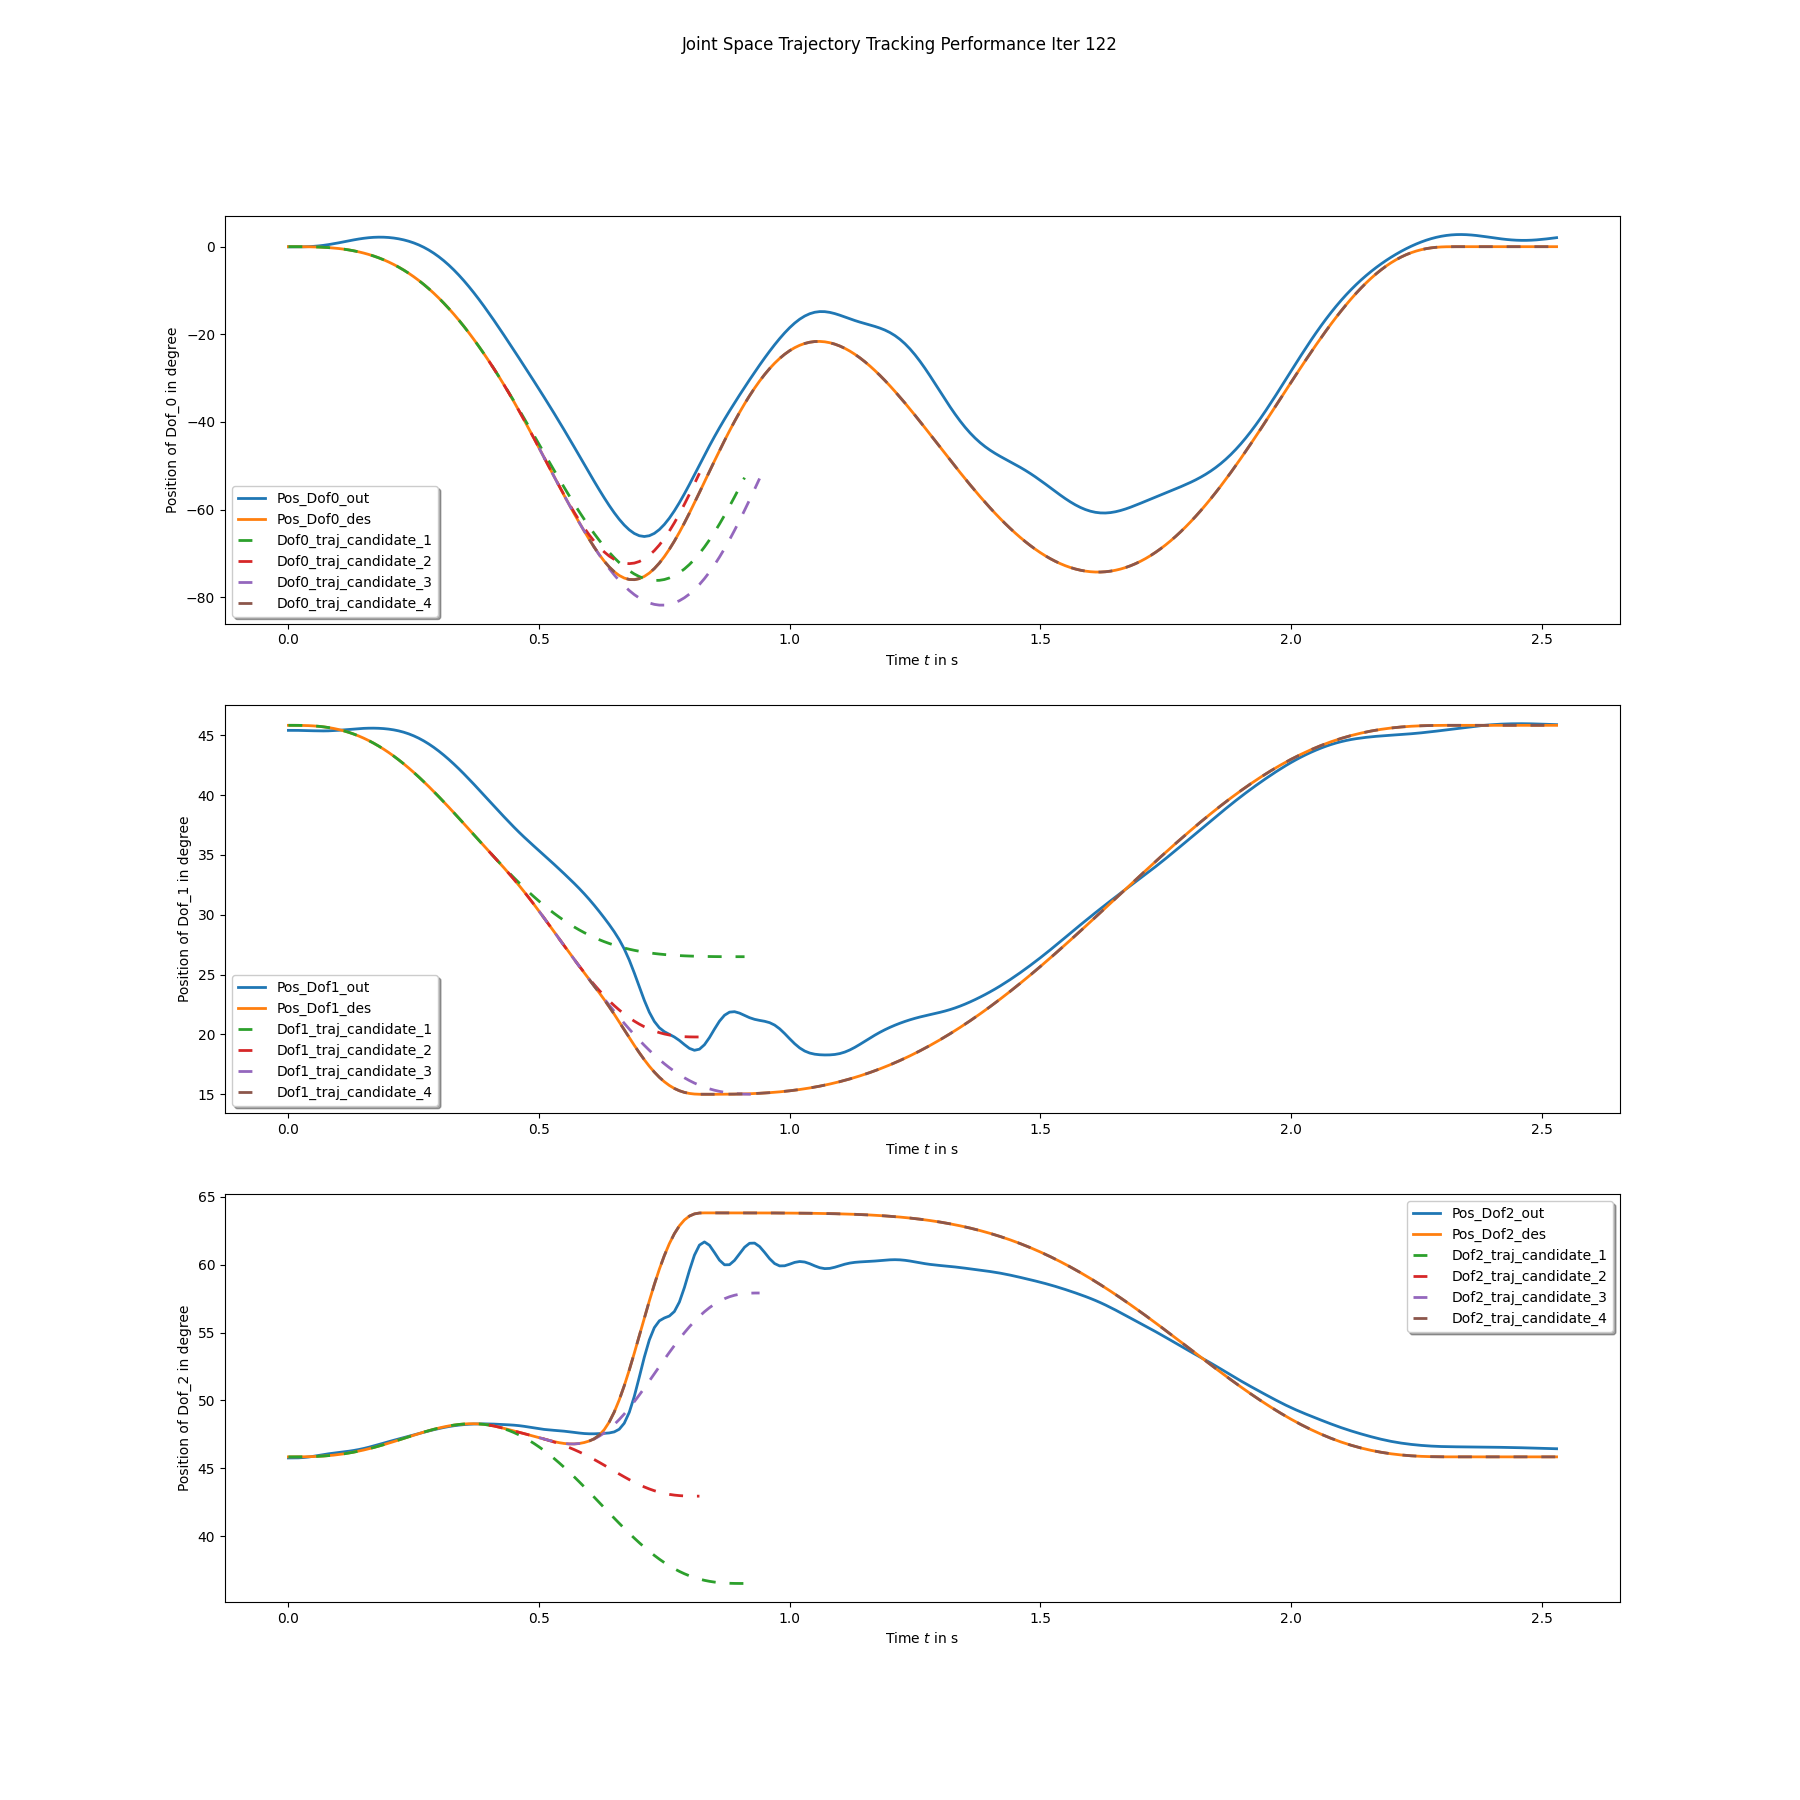 Joint Space Trajectory Tracking Performance Iter 122
0
−20
−40
−60
−80
Position of Dof_0 in degree
Pos_Dof0_out
Pos_Dof0_des
Dof0_traj_candidate_1
Dof0_traj_candidate_2
Dof0_traj_candidate_3
Dof0_traj_candidate_4
0.0 0.5 1.0 1.5 2.0 2.5
Time t in s
45
40
35
30
25
20
15
Position of Dof_1 in degree
Pos_Dof1_out
Pos_Dof1_des
Dof1_traj_candidate_1
Dof1_traj_candidate_2
Dof1_traj_candidate_3
Dof1_traj_candidate_4
0.0 0.5 1.0 1.5 2.0 2.5
Time t in s
65
60
55
50
45
40
Position of Dof_2 in degree
Pos_Dof2_out
Pos_Dof2_des
Dof2_traj_candidate_1
Dof2_traj_candidate_2
Dof2_traj_candidate_3
Dof2_traj_candidate_4
0.0 0.5 1.0 1.5 2.0 2.5
Time t in s